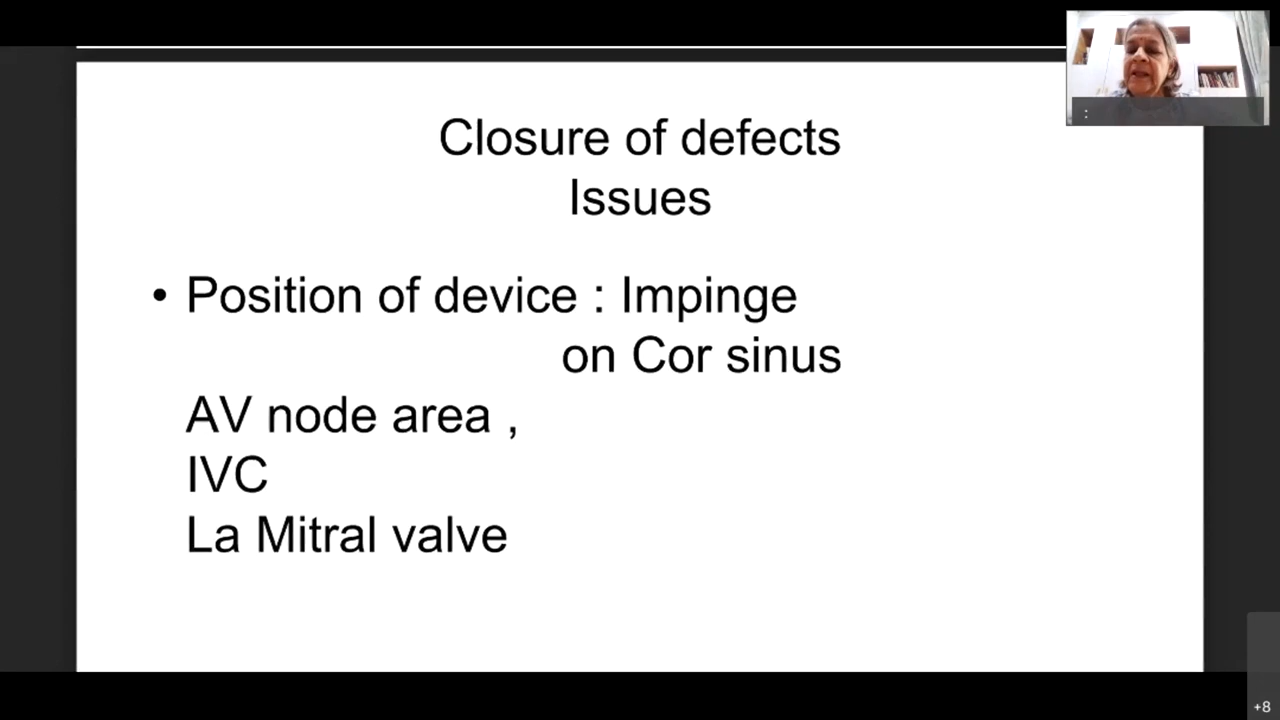 Closure of defects
Issues
• Position of device : Impinge
on Cor sinus
AV node area ,
IVC
La Mitral valve
:
+8